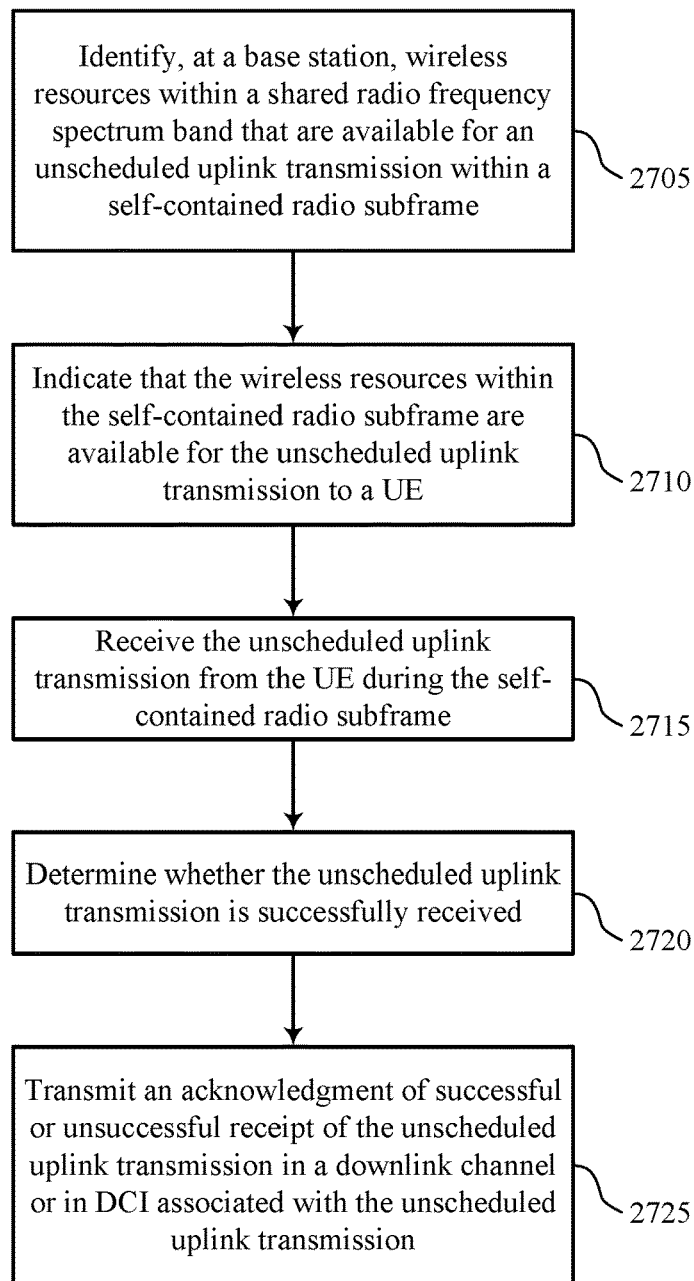 Identify, at a base station, wireless
resources within a shared radio frequency
spectrum band that are available for an
unscheduled uplink transmission within a
self-contained radio subframe
2705
Indicate that the wireless resources within
the self-contained radio subframe are
available for the unscheduled uplink
transmission to a UE
2710
Receive the unscheduled uplink
transmission from the UE during the self-
contained radio subframe
2715
Determine whether the unscheduled uplink
transmission is successfully received
2720
Transmit an acknowledgment of successful
or unsuccessful receipt of the unscheduled
uplink transmission in a downlink channel
or in DCI associated with the unscheduled
uplink transmission
2725